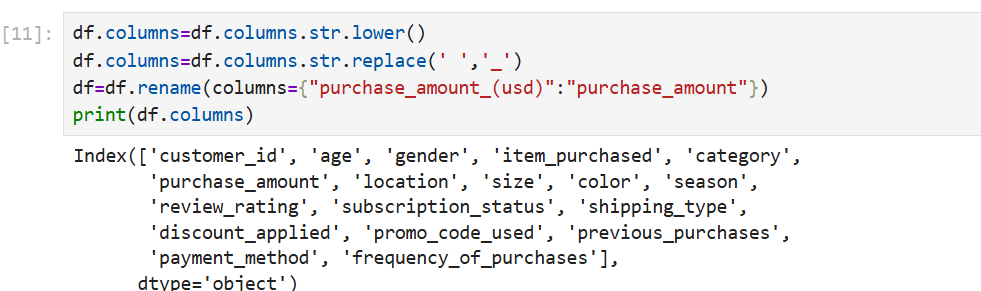 [11]: df.columns=df.columns.str.lower()
df.columns=df.columns.str.replace(' ','_')
df=df.rename(columns={"purchase_amount_(usd)":"purchase_amount"})
print(df.columns)
Index(['customer_id', 'age', 'gender', 'item_purchased', 'category',
'purchase_amount', 'location', 'size', 'color', 'season',
'review_rating', 'subscription_status', 'shipping_type',
'discount_applied', 'promo_code_used', 'previous_purchases',
'payment_method', 'frequency_of_purchases'],
dtype='object')